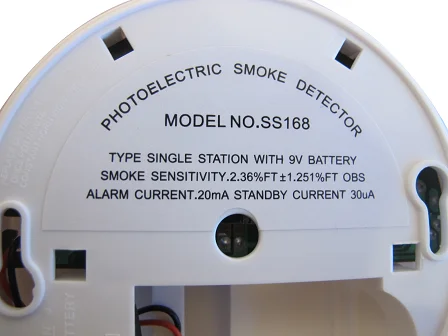 PHOTOELECTRIC SMOKE DETECTOR
MODEL NO.SS168
TYPE SINGLE STATION WITH 9V BATTERY
SMOKE SENSITIVITY.2.36%FT±1.251%FT OBS
ALARM CURRENT.20mA STANDBY CURRENT 30uA
BATTERY